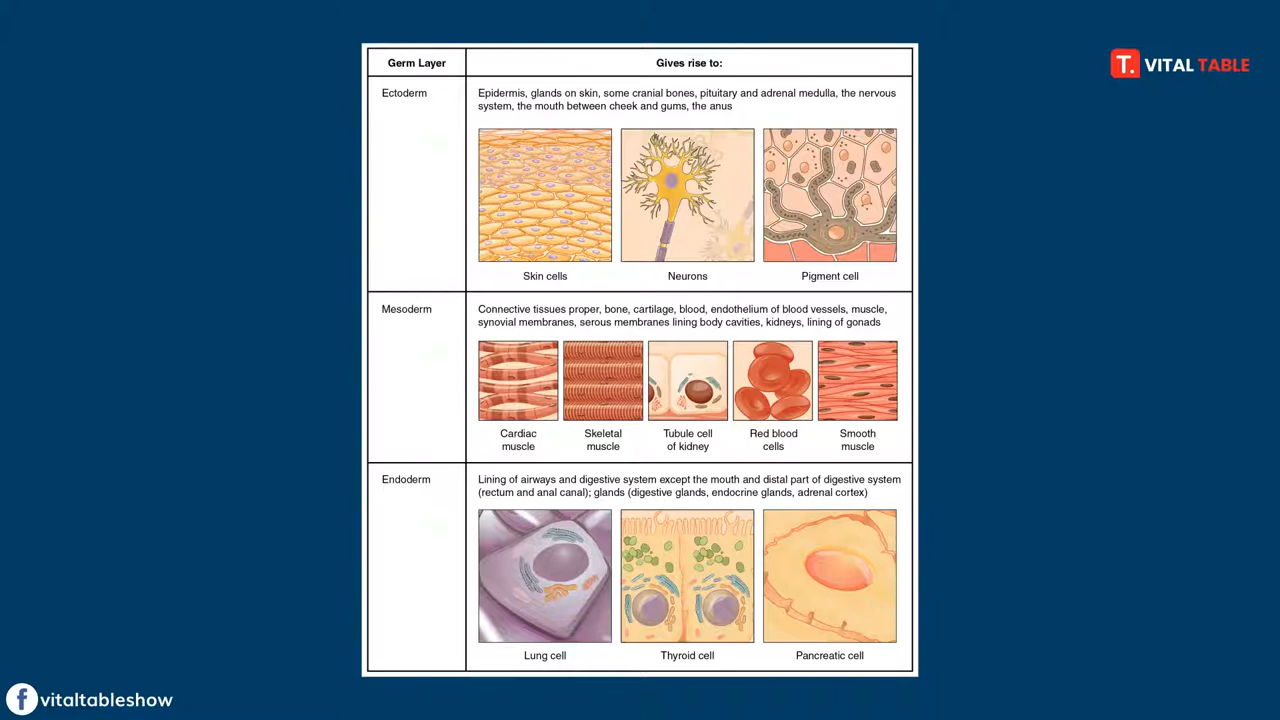 T. VITAL TABLE
Germ Layer
Gives rise to:
Ectoderm
Epidermis, glands on skin, some cranial bones, pituitary and adrenal medulla, the nervous
system, the mouth between cheek and gums, the anus
Skin cells
Neurons
Pigment cell
Mesoderm
Connective tissues proper, bone, cartilage, blood, endothelium of blood vessels, muscle,
synovial membranes, serous membranes lining body cavities, kidneys, lining of gonads
Cardiac
muscle
Skeletal
muscle
Tubule cell
of kidney
Red blood
cells
Smooth
muscle
Endoderm
Lining of airways and digestive system except the mouth and distal part of digestive system
(rectum and anal canal); glands (digestive glands, endocrine glands, adrenal cortex)
Lung cell
Thyroid cell
Pancreatic cell
f vitaltableshow